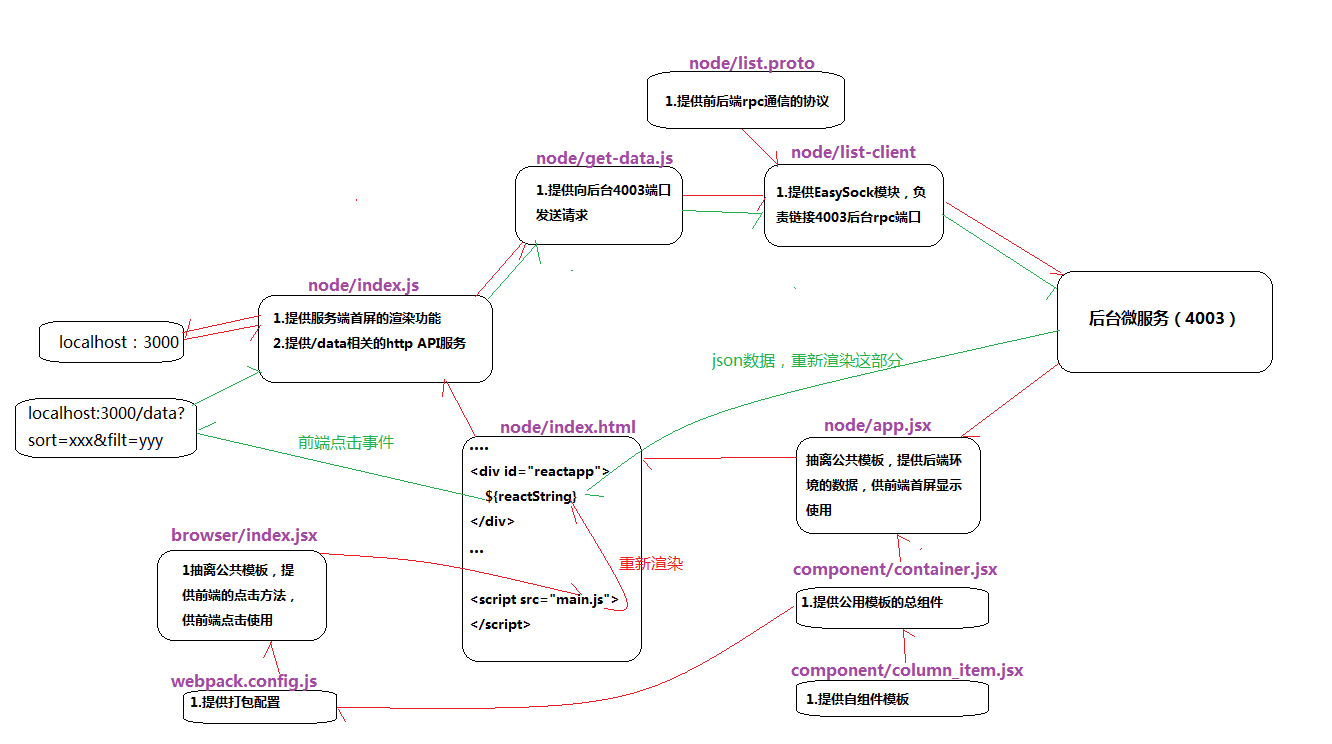 node/list.proto
1.提供前后端rpc通信的协议
node/get-data.js
1.提供向后台4003端口
发送请求
node/list-client
1.提供EasySock模块，负
责链接4003后台rpc端口
node/index.js
1.提供服务端首屏的渲染功能
2.提供/data相关的http API服务
localhost：3000
后台微服务（4003）
json数据，重新渲染这部分
localhost:3000/data?
sort=xxx&filt=yyy
前端点击事件
node/index.html
....
<div id="reactapp">
${reactString}
</div>
...
重新渲染
<script src="main.js">
</script>
node/app.jsx
抽离公共模板，提供后端环
境的数据，供前端首屏显示
使用
browser/index.jsx
1抽离公共模板，提
供前端的点击方法，
供前端点击使用
component/container.jsx
1.提供公用模板的总组件
webpack.config.js
1.提供打包配置
component/column_item.jsx
1.提供自组件模板